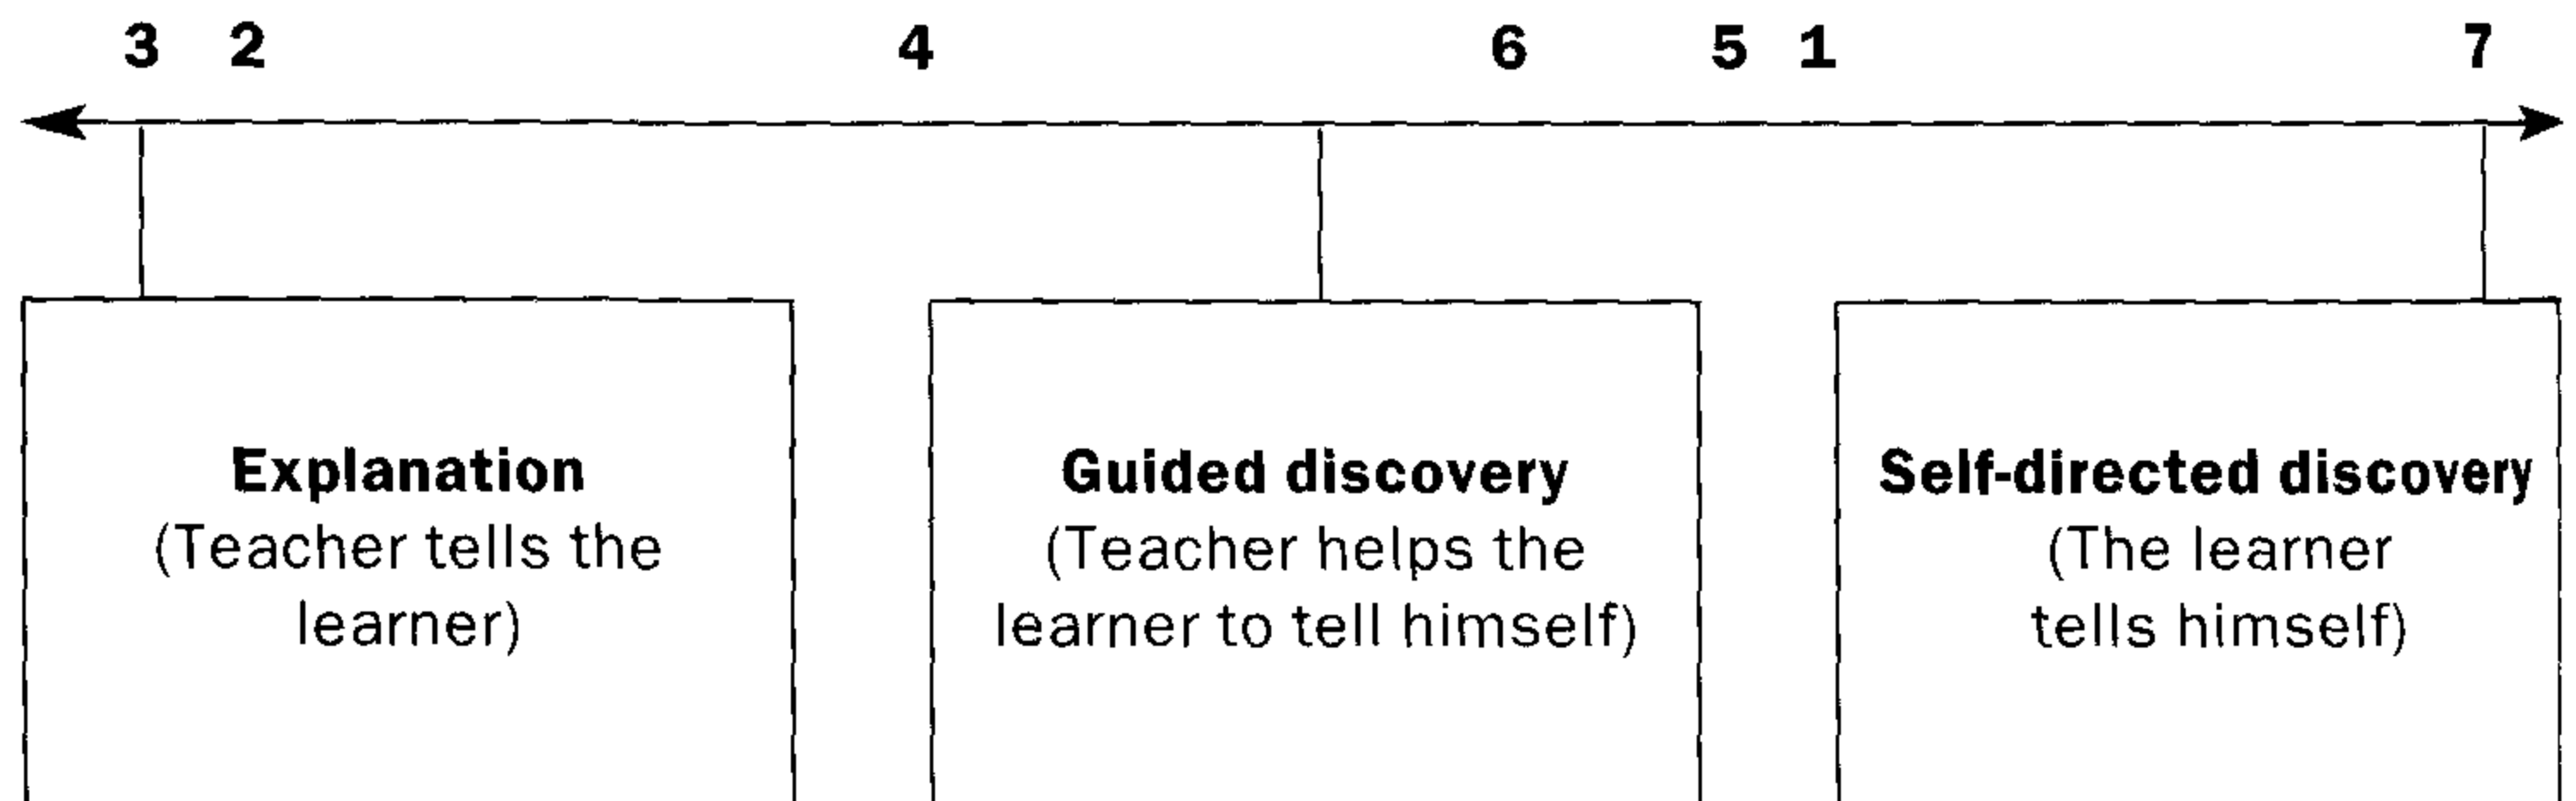 3 2 4 6 5 1 7
Explanation
(Teacher tells the
learner)
Guided discovery
(Teacher helps the
learner to tell himself)
Self-directed discovery
(The learner
tells himself)